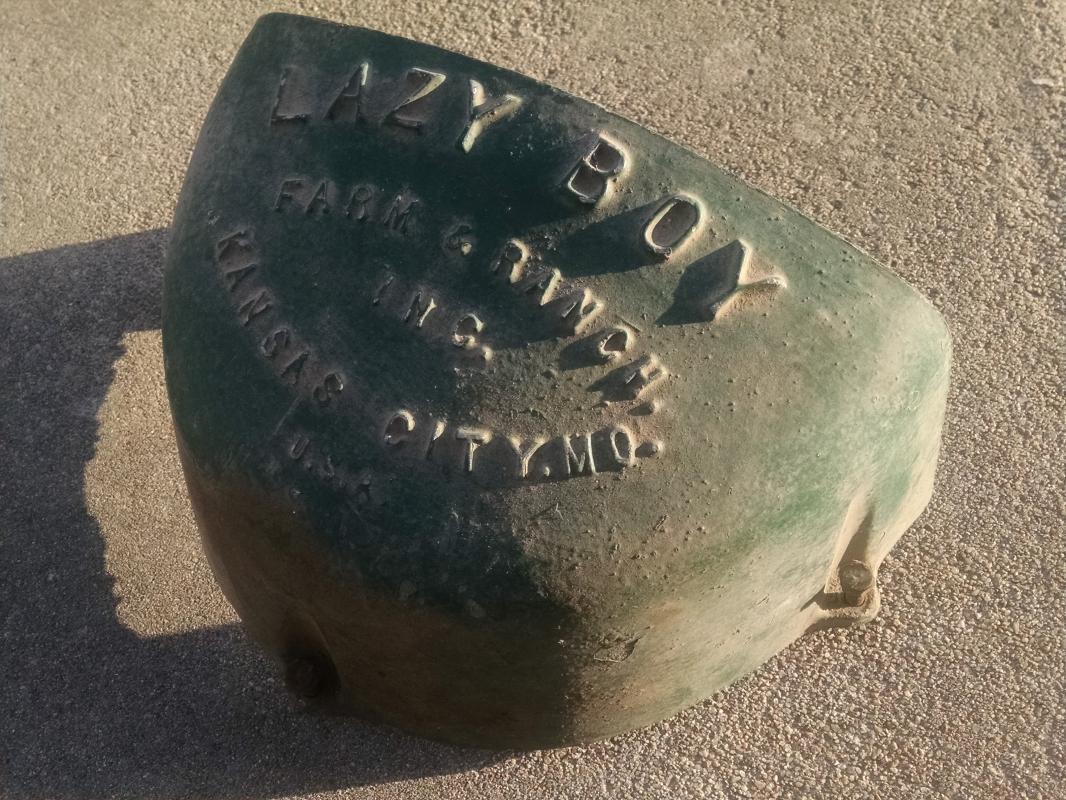 LAZY BOY
FARM & RANCH,
INC.
KANSAS CITY, MO.
U.S.A